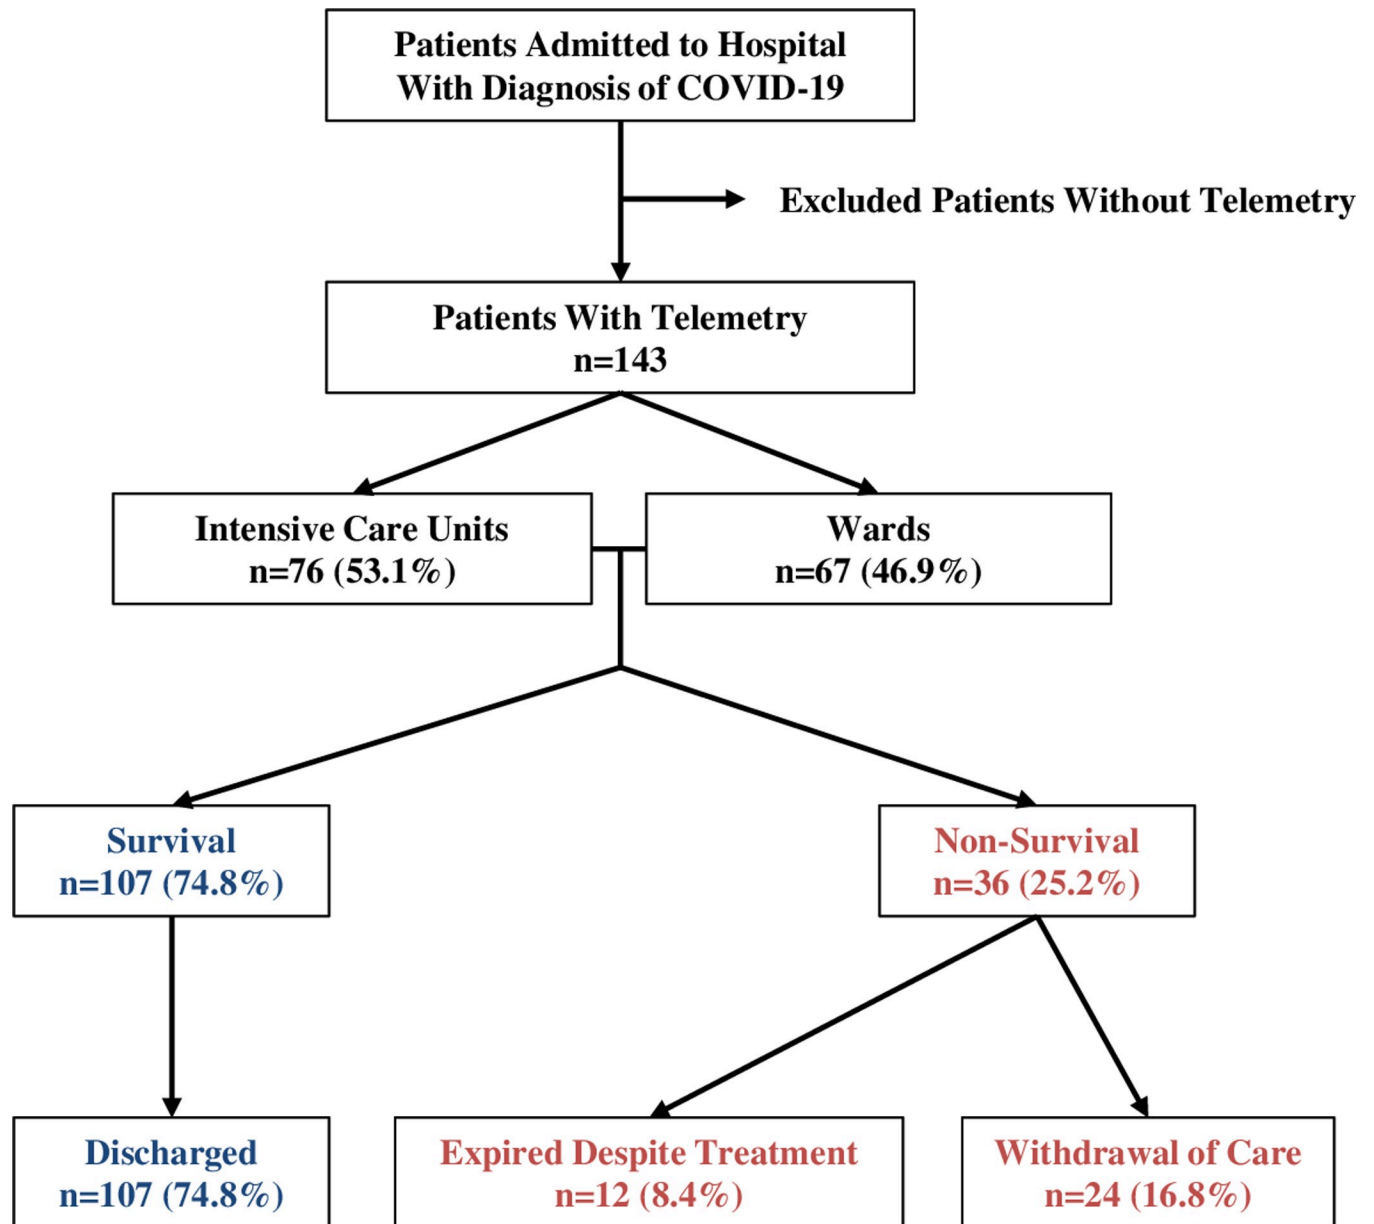 Patients Admitted to Hospital
With Diagnosis of COVID-19
Excluded Patients Without Telemetry
Patients With Telemetry
n=143
Intensive Care Units
n=76 (53.1%)
Wards
n=67 (46.9%)
Survival
n=107 (74.8%)
Non-Survival
n=36 (25.2%)
Discharged
n=107 (74.8%)
Expired Despite Treatment
n=12 (8.4%)
Withdrawal of Care
n=24 (16.8%)